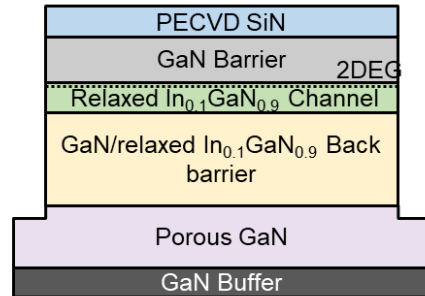 PECVD SiN
GaN Barrier
2DEG
Relaxed In₀.₁GaN₀.₉ Channel
GaN/relaxed In₀.₁GaN₀.₉ Back
barrier
Porous GaN
GaN Buffer